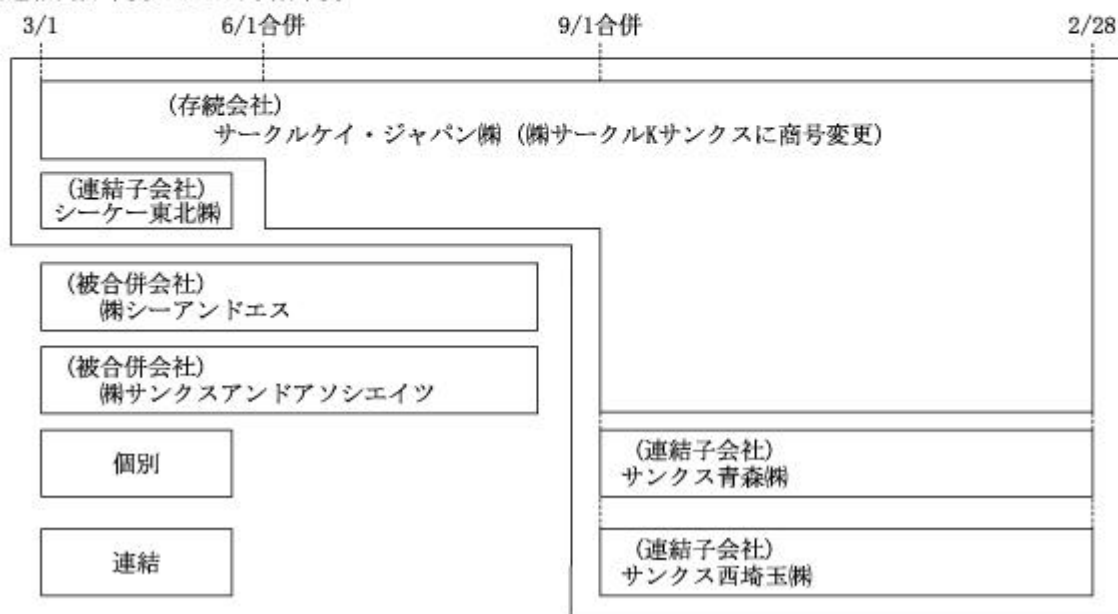 3/1
6/1合併
9/1合併
2/28
(存続会社)
サークルケイ・ジャパン㈱ (㈱サークルKサンクスに商号変更)
(連結子会社)
シーケー東北㈱
(被合併会社)
㈱シーアンドエス
(被合併会社)
㈱サンクスアンドアソシエイツ
個別
(連結子会社)
サンクス青森㈱
連結
(連結子会社)
サンクス西埼玉㈱